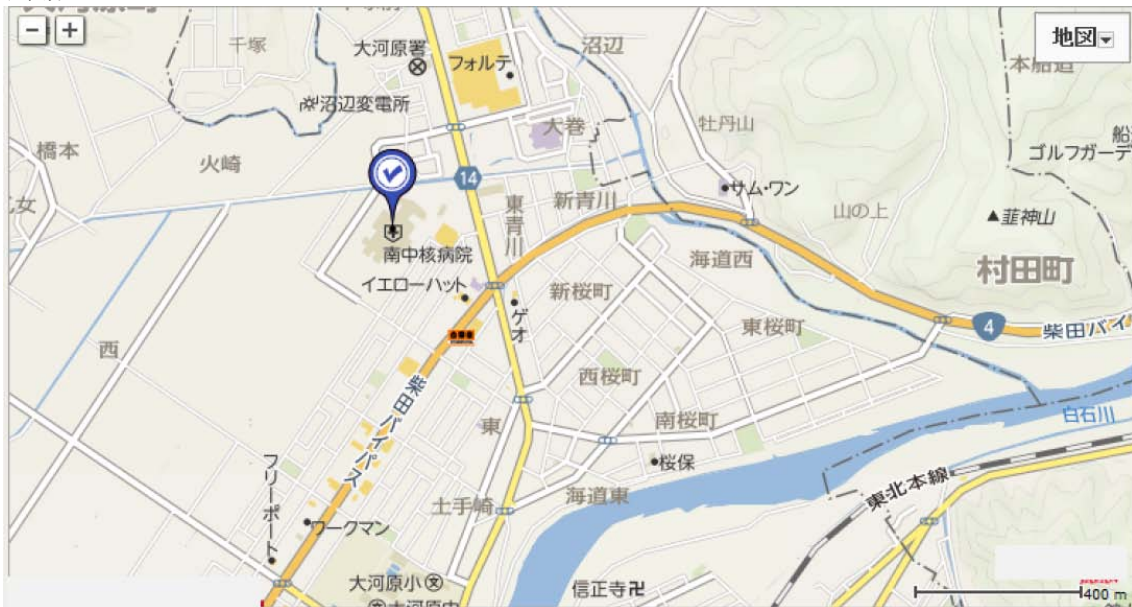 地図
千塚
大河原署
フォルテ
沼辺
本船迫
沼辺変電所
大巻
牡丹山
橋本
火崎
ゴルフガーデ
14
新青川
サム・ワン
東青川
山の上
韮神山
南中核病院
海道西
村田町
イエローハット
新桜町
ゲオ
東桜町
4
柴田バイ
西
西桜町
柴田バイパス
南桜町
白石川
東
桜保
フリーポート
海道東
東北本線
土手崎
ワークマン
大河原小
信正寺
400 m